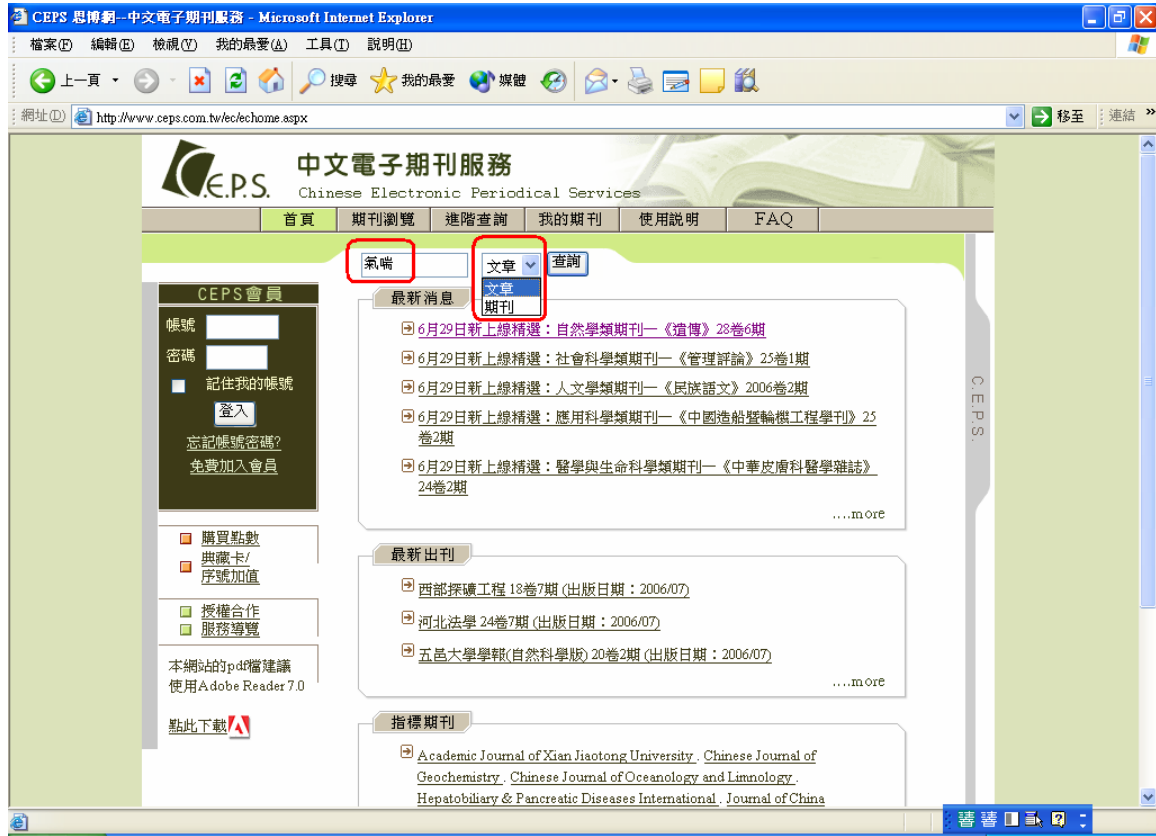 CEPS 思博網--中文電子期刊服務 - Microsoft Internet Explorer
檔案(F) 編輯(E) 檢視(V) 我的最愛(A) 工具(T) 說明(H)
上一頁 搜尋 我的最愛 媒體
網址(D) http://www.ceps.com.tw/ec/echome.aspx 移至 連結 »
C.E.P.S. 中文電子期刊服務
Chinese Electronic Periodical Services
首頁 期刊瀏覽 進階查詢 我的期刊 使用說明 FAQ
氣喘 文章 查詢
文章
期刊
CEPS會員
帳號
密碼
記住我的帳號
登入
忘記帳號密碼?
免費加入會員
購買點數
典藏卡/
序號加值
授權合作
服務導覽
本網站的pdf檔建議
使用Adobe Reader 7.0
點此下載
最新消息
6月29日新上線精選：自然學類期刊—《遺傳》28卷6期
6月29日新上線精選：社會科學類期刊—《管理評論》25卷1期
6月29日新上線精選：人文學類期刊—《民族語文》2006卷2期
6月29日新上線精選：應用科學類期刊—《中國造船暨輪機工程學刊》25
卷2期
6月29日新上線精選：醫學與生命科學類期刊—《中華皮膚科醫學雜誌》
24卷2期
....more
最新出刊
西部探礦工程 18卷7期 (出版日期：2006/07)
河北法學 24卷7期 (出版日期：2006/07)
五邑大學學報(自然科學版) 20卷2期 (出版日期：2006/07)
....more
指標期刊
Academic Journal of Xian Jiaotong University . Chinese Journal of
Geochemistry . Chinese Journal of Oceanology and Limnology .
Hepatobiliary & Pancreatic Diseases International . Journal of China
C.E.P.S.